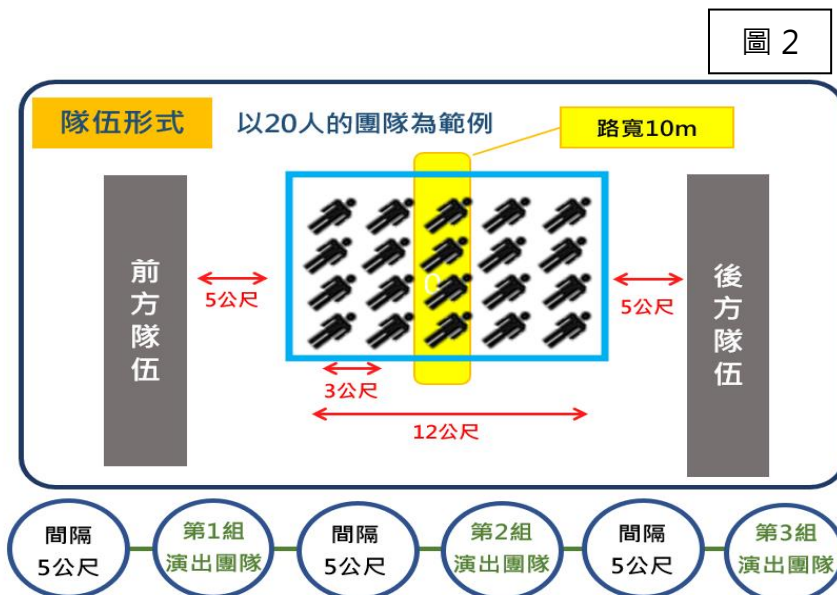 圖 2
隊伍形式
以20人的團隊為範例
路寬10m
前方隊伍
5公尺
0
5公尺
後方隊伍
3公尺
12公尺
間隔
5公尺
第1組
演出團隊
間隔
5公尺
第2組
演出團隊
間隔
5公尺
第3組
演出團隊